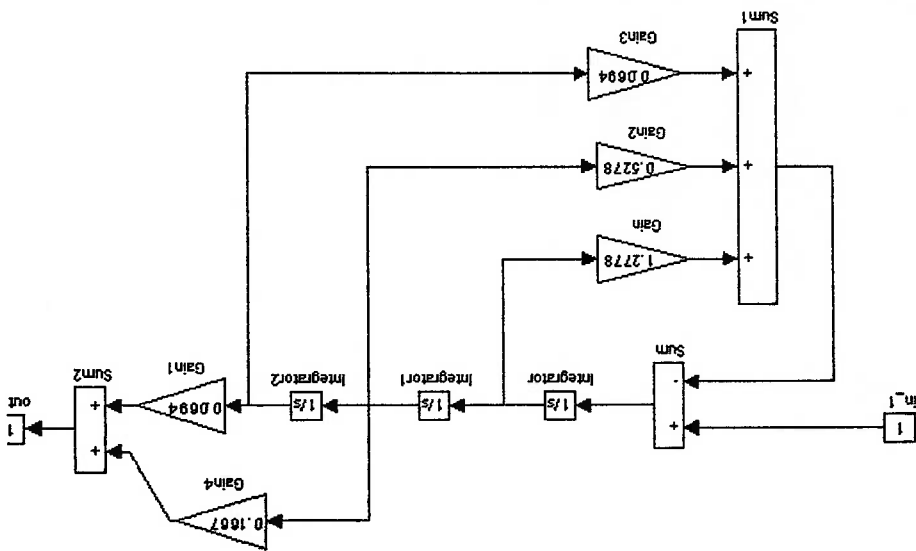 0.1667
Gain4
1
in_1
+
-
Sum
1/s
Integrator
1/s
Integrator1
1/s
Integrator2
0.0694
Gain1
+
+
Sum2
1
out
+
+
+
Sum1
1.2778
Gain
0.5278
Gain2
0.0694
Gain3